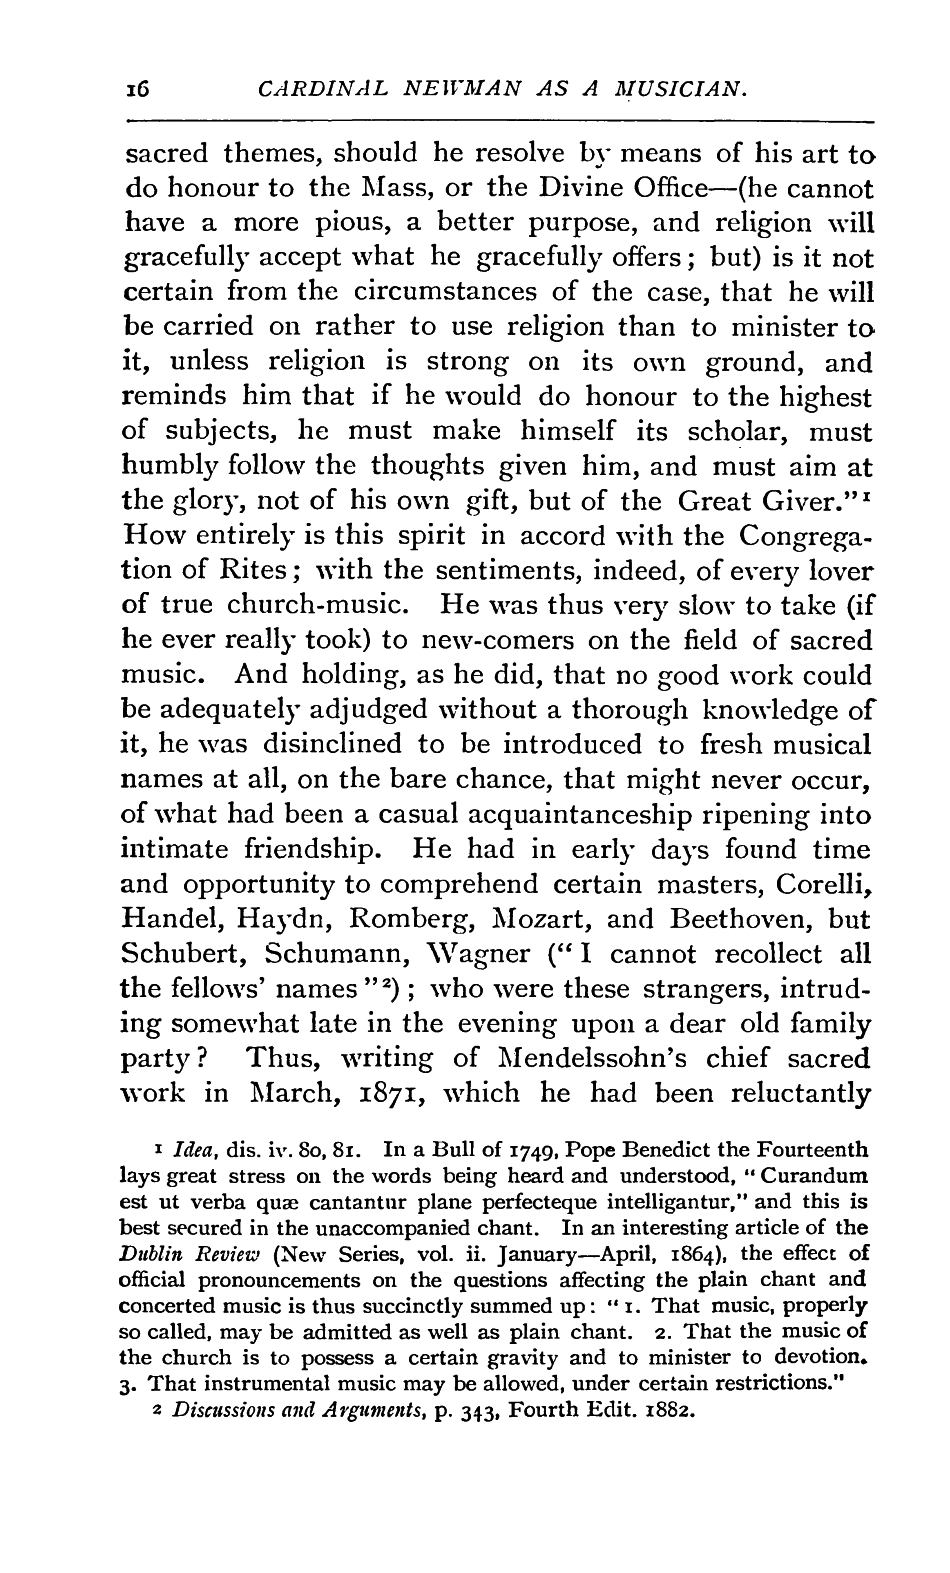 16 CARDINAL NEWMAN AS A MUSICIAN.
sacred themes, should he resolve by means of his art to
do honour to the Mass, or the Divine Office—(he cannot
have a more pious, a better purpose, and religion will
gracefully accept what he gracefully offers; but) is it not
certain from the circumstances of the case, that he will
be carried on rather to use religion than to minister to
it, unless religion is strong on its own ground, and
reminds him that if he would do honour to the highest
of subjects, he must make himself its scholar, must
humbly follow the thoughts given him, and must aim at
the glory, not of his own gift, but of the Great Giver." 1
How entirely is this spirit in accord with the Congrega-
tion of Rites; with the sentiments, indeed, of every lover
of true church-music. He was thus very slow to take (if
he ever really took) to new-comers on the field of sacred
music. And holding, as he did, that no good work could
be adequately adjudged without a thorough knowledge of
it, he was disinclined to be introduced to fresh musical
names at all, on the bare chance, that might never occur,
of what had been a casual acquaintanceship ripening into
intimate friendship. He had in early days found time
and opportunity to comprehend certain masters, Corelli,
Handel, Haydn, Romberg, Mozart, and Beethoven, but
Schubert, Schumann, Wagner (" I cannot recollect all
the fellows' names " 2) ; who were these strangers, intrud-
ing somewhat late in the evening upon a dear old family
party? Thus, writing of Mendelssohn's chief sacred
work in March, 1871, which he had been reluctantly
1 Idea, dis. iv. 80, 81. In a Bull of 1749, Pope Benedict the Fourteenth
lays great stress on the words being heard and understood, "Curandum
est ut verba quæ cantantur plane perfecteque intelligantur," and this is
best secured in the unaccompanied chant. In an interesting article of the
Dublin Review (New Series, vol. ii. January—April, 1864), the effect of
official pronouncements on the questions affecting the plain chant and
concerted music is thus succinctly summed up: "1. That music, properly
so called, may be admitted as well as plain chant. 2. That the music of
the church is to possess a certain gravity and to minister to devotion.
3. That instrumental music may be allowed, under certain restrictions."
2 Discussions and Arguments, p. 343, Fourth Edit. 1882.